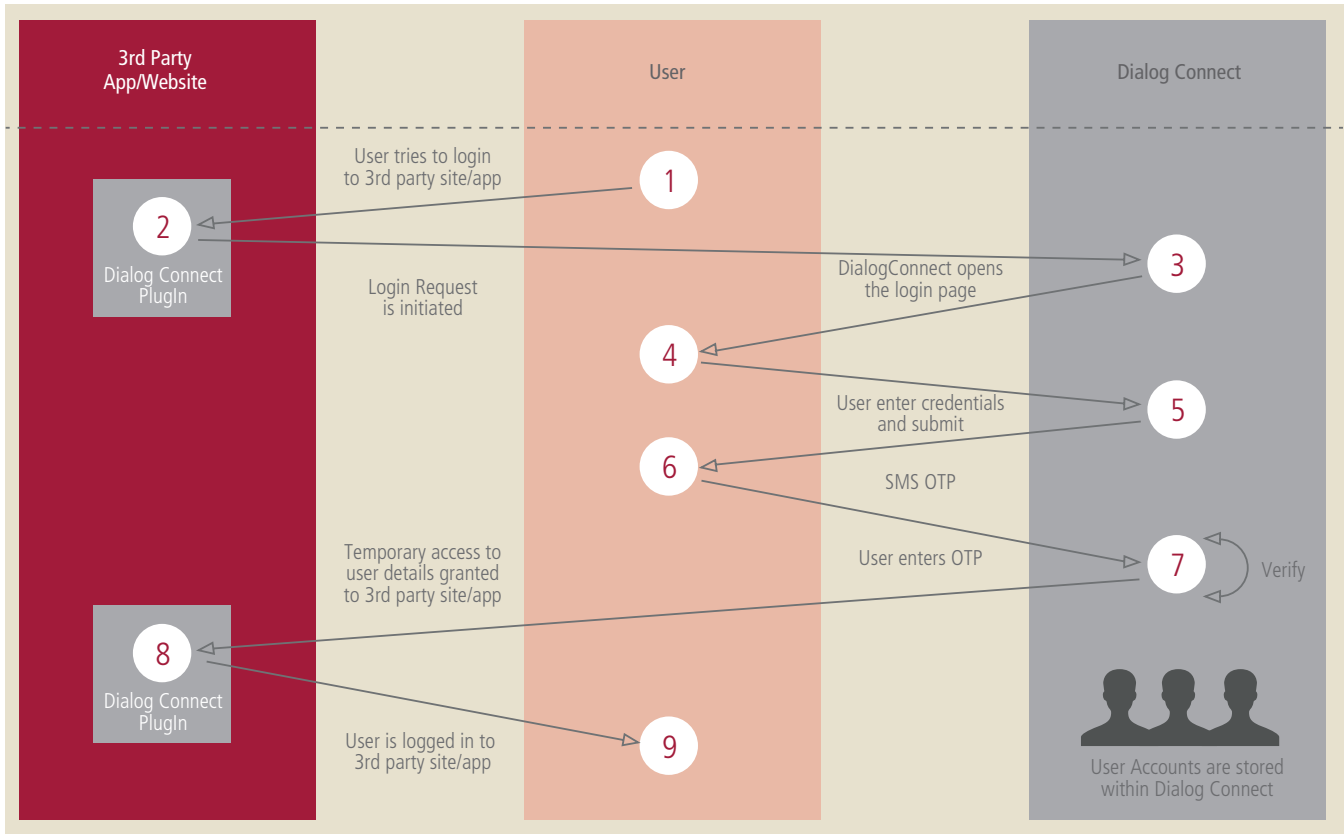 3rd Party
App/Website
User
Dialog Connect
User tries to login
to 3rd party site/app
1
2
Dialog Connect
PlugIn
Login Request
is initiated
3
DialogConnect opens
the login page
4
5
User enter credentials
and submit
6
SMS OTP
User enters OTP
7
Verify
Temporary access to
user details granted
to 3rd party site/app
8
Dialog Connect
PlugIn
User is logged in to
3rd party site/app
9
User Accounts are stored
within Dialog Connect